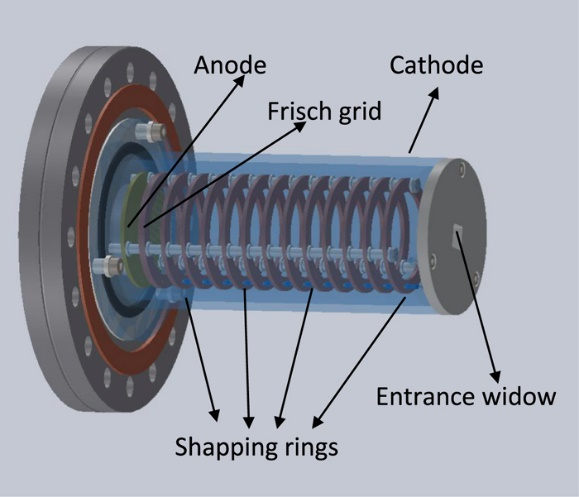 Anode
Cathode
Frisch grid
Entrance widow
Shapping rings